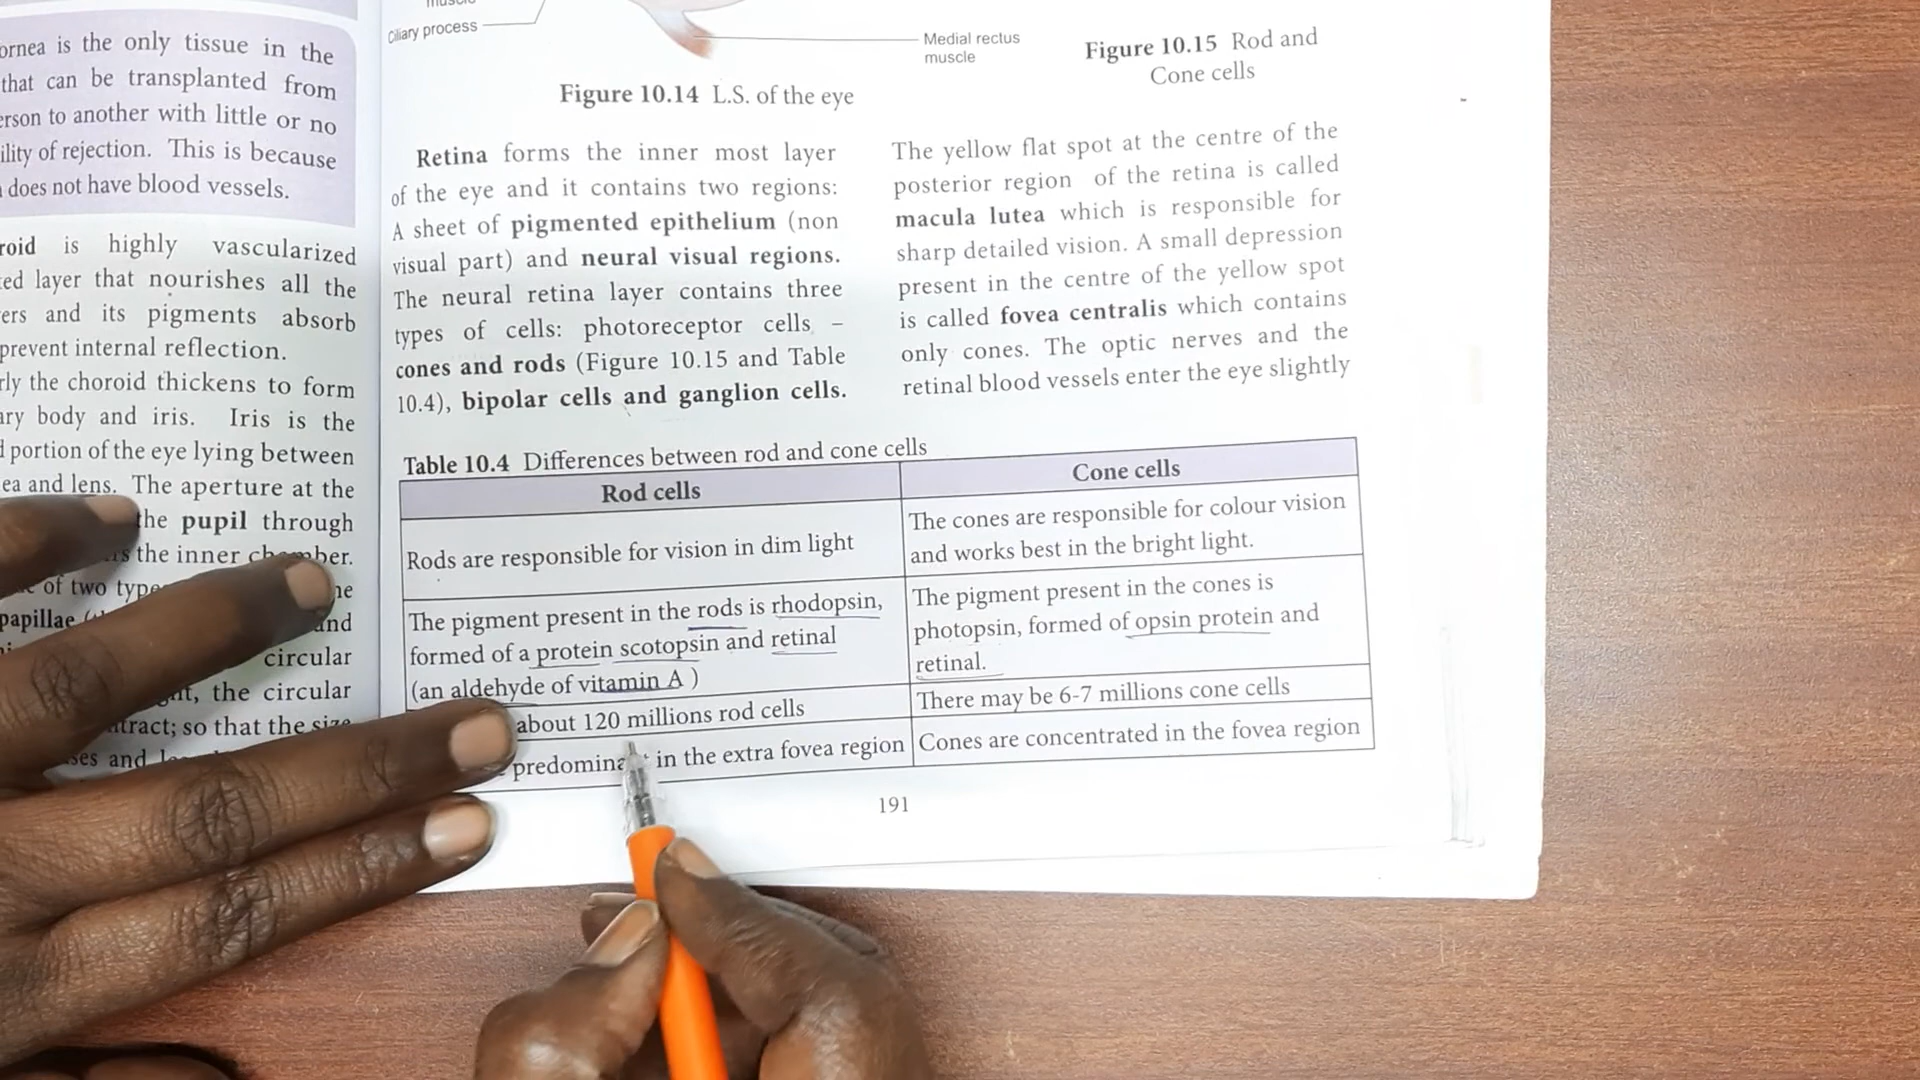 ornea is the only tissue in the
that can be transplanted from
erson to another with little or no
ility of rejection. This is because
does not have blood vessels.
roid is highly vascularized
ed layer that nourishes all the
ers and its pigments absorb
prevent internal reflection.
rly the choroid thickens to form
ary body and iris. Iris is the
portion of the eye lying between
ea and lens. The aperture at the
the pupil through
the inner chamber.
of two type
papillae
and
circular
the circular
tract; so that the size
ses and
Ciliary process
Medial rectus
muscle
Figure 10.14 L.S. of the eye
Figure 10.15 Rod and
Cone cells
Retina forms the inner most layer
of the eye and it contains two regions:
A sheet of pigmented epithelium (non
visual part) and neural visual regions.
The neural retina layer contains three
types of cells: photoreceptor cells –
cones and rods (Figure 10.15 and Table
10.4), bipolar cells and ganglion cells.
The yellow flat spot at the centre of the
posterior region of the retina is called
macula lutea which is responsible for
sharp detailed vision. A small depression
present in the centre of the yellow spot
is called fovea centralis which contains
only cones. The optic nerves and the
retinal blood vessels enter the eye slightly
Table 10.4 Differences between rod and cone cells
Rod cells
Cone cells
Rods are responsible for vision in dim light
The cones are responsible for colour vision
and works best in the bright light.
The pigment present in the rods is rhodopsin,
formed of a protein scotopsin and retinal
(an aldehyde of vitamin A )
The pigment present in the cones is
photopsin, formed of opsin protein and
retinal.
about 120 millions rod cells
There may be 6-7 millions cone cells
predominant in the extra fovea region
Cones are concentrated in the fovea region
191